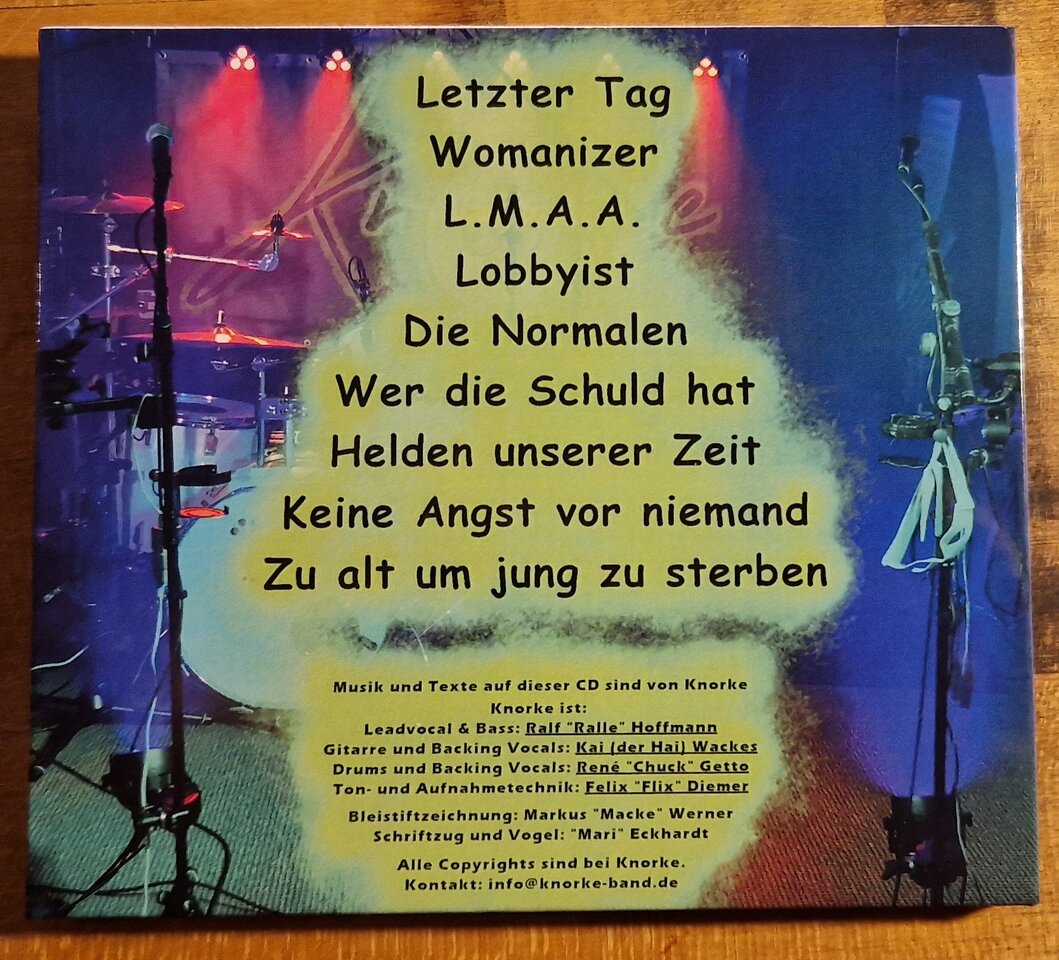 Letzter Tag
Womanizer
L.M.A.A.
Lobbyist
Die Normalen
Wer die Schuld hat
Helden unserer Zeit
Keine Angst vor niemand
Zu alt um jung zu sterben
Musik und Texte auf dieser CD sind von Knorke
Knorke ist:
Leadvocal & Bass: Ralf "Ralle" Hoffmann
Gitarre und Backing Vocals: Kai (der Hai) Wackes
Drums und Backing Vocals: René "Chuck" Getto
Ton- und Aufnahmetechnik: Felix "Flix" Diemer
Bleistiftzeichnung: Markus "Macke" Werner
Schriftzug und Vogel: "Mari" Eckhardt
Alle Copyrights sind bei Knorke.
Kontakt: info@knorke-band.de